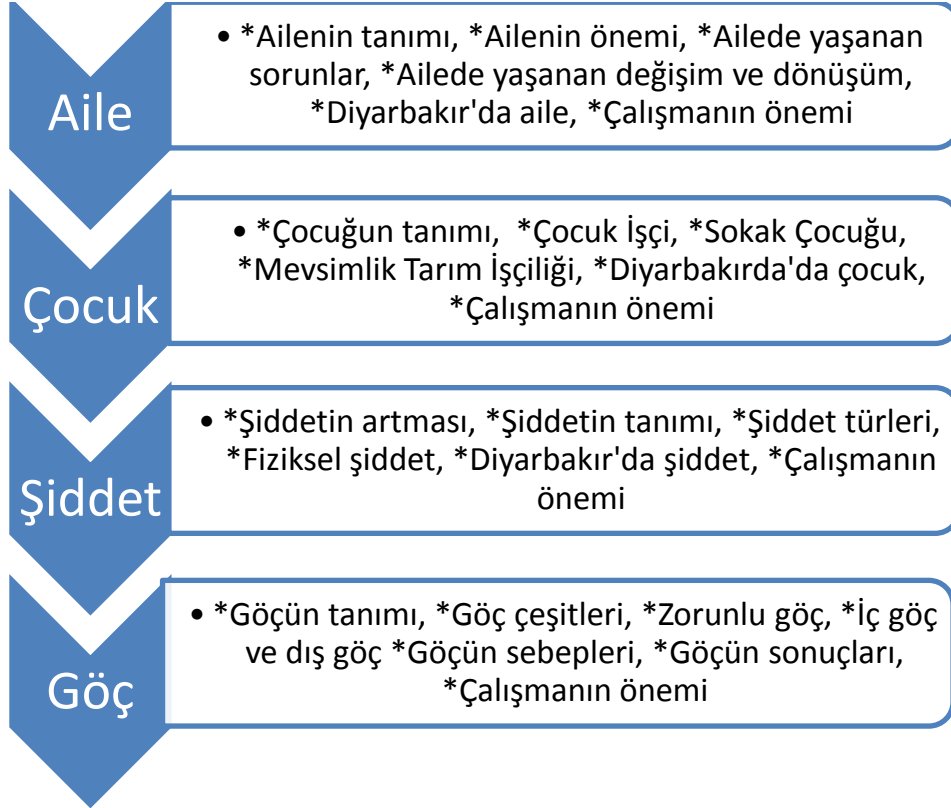 Aile
• *Ailenin tanımı, *Ailenin önemi, *Ailede yaşanan
sorunlar, *Ailede yaşanan değişim ve dönüşüm,
*Diyarbakır'da aile, *Çalışmanın önemi
Çocuk
• *Çocuğun tanımı, *Çocuk İşçi, *Sokak Çocuğu,
*Mevsimlik Tarım İşçiliği, *Diyarbakırda'da çocuk,
*Çalışmanın önemi
Şiddet
• *Şiddetin artması, *Şiddetin tanımı, *Şiddet türleri,
*Fiziksel şiddet, *Diyarbakır'da şiddet, *Çalışmanın
önemi
Göç
• *Göçün tanımı, *Göç çeşitleri, *Zorunlu göç, *İç göç
ve dış göç *Göçün sebepleri, *Göçün sonuçları,
*Çalışmanın önemi